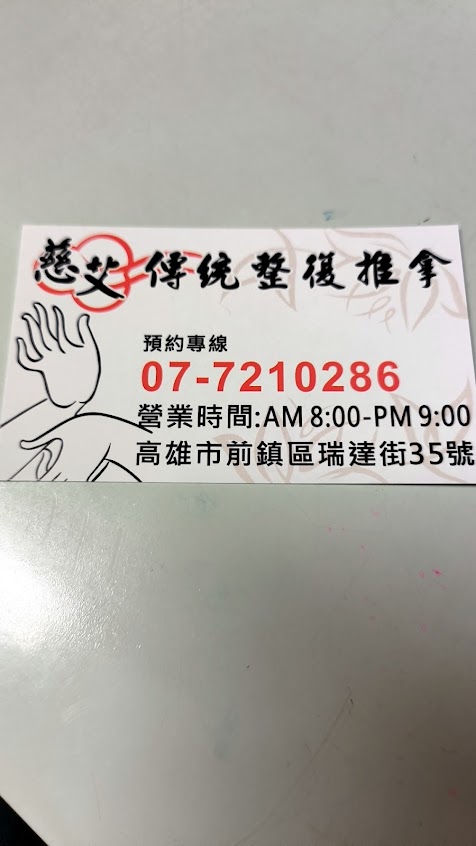 慈艾傳統整復推拿
預約專線
07-7210286
營業時間:AM 8:00-PM 9:00
高雄市前鎮區瑞達街35號